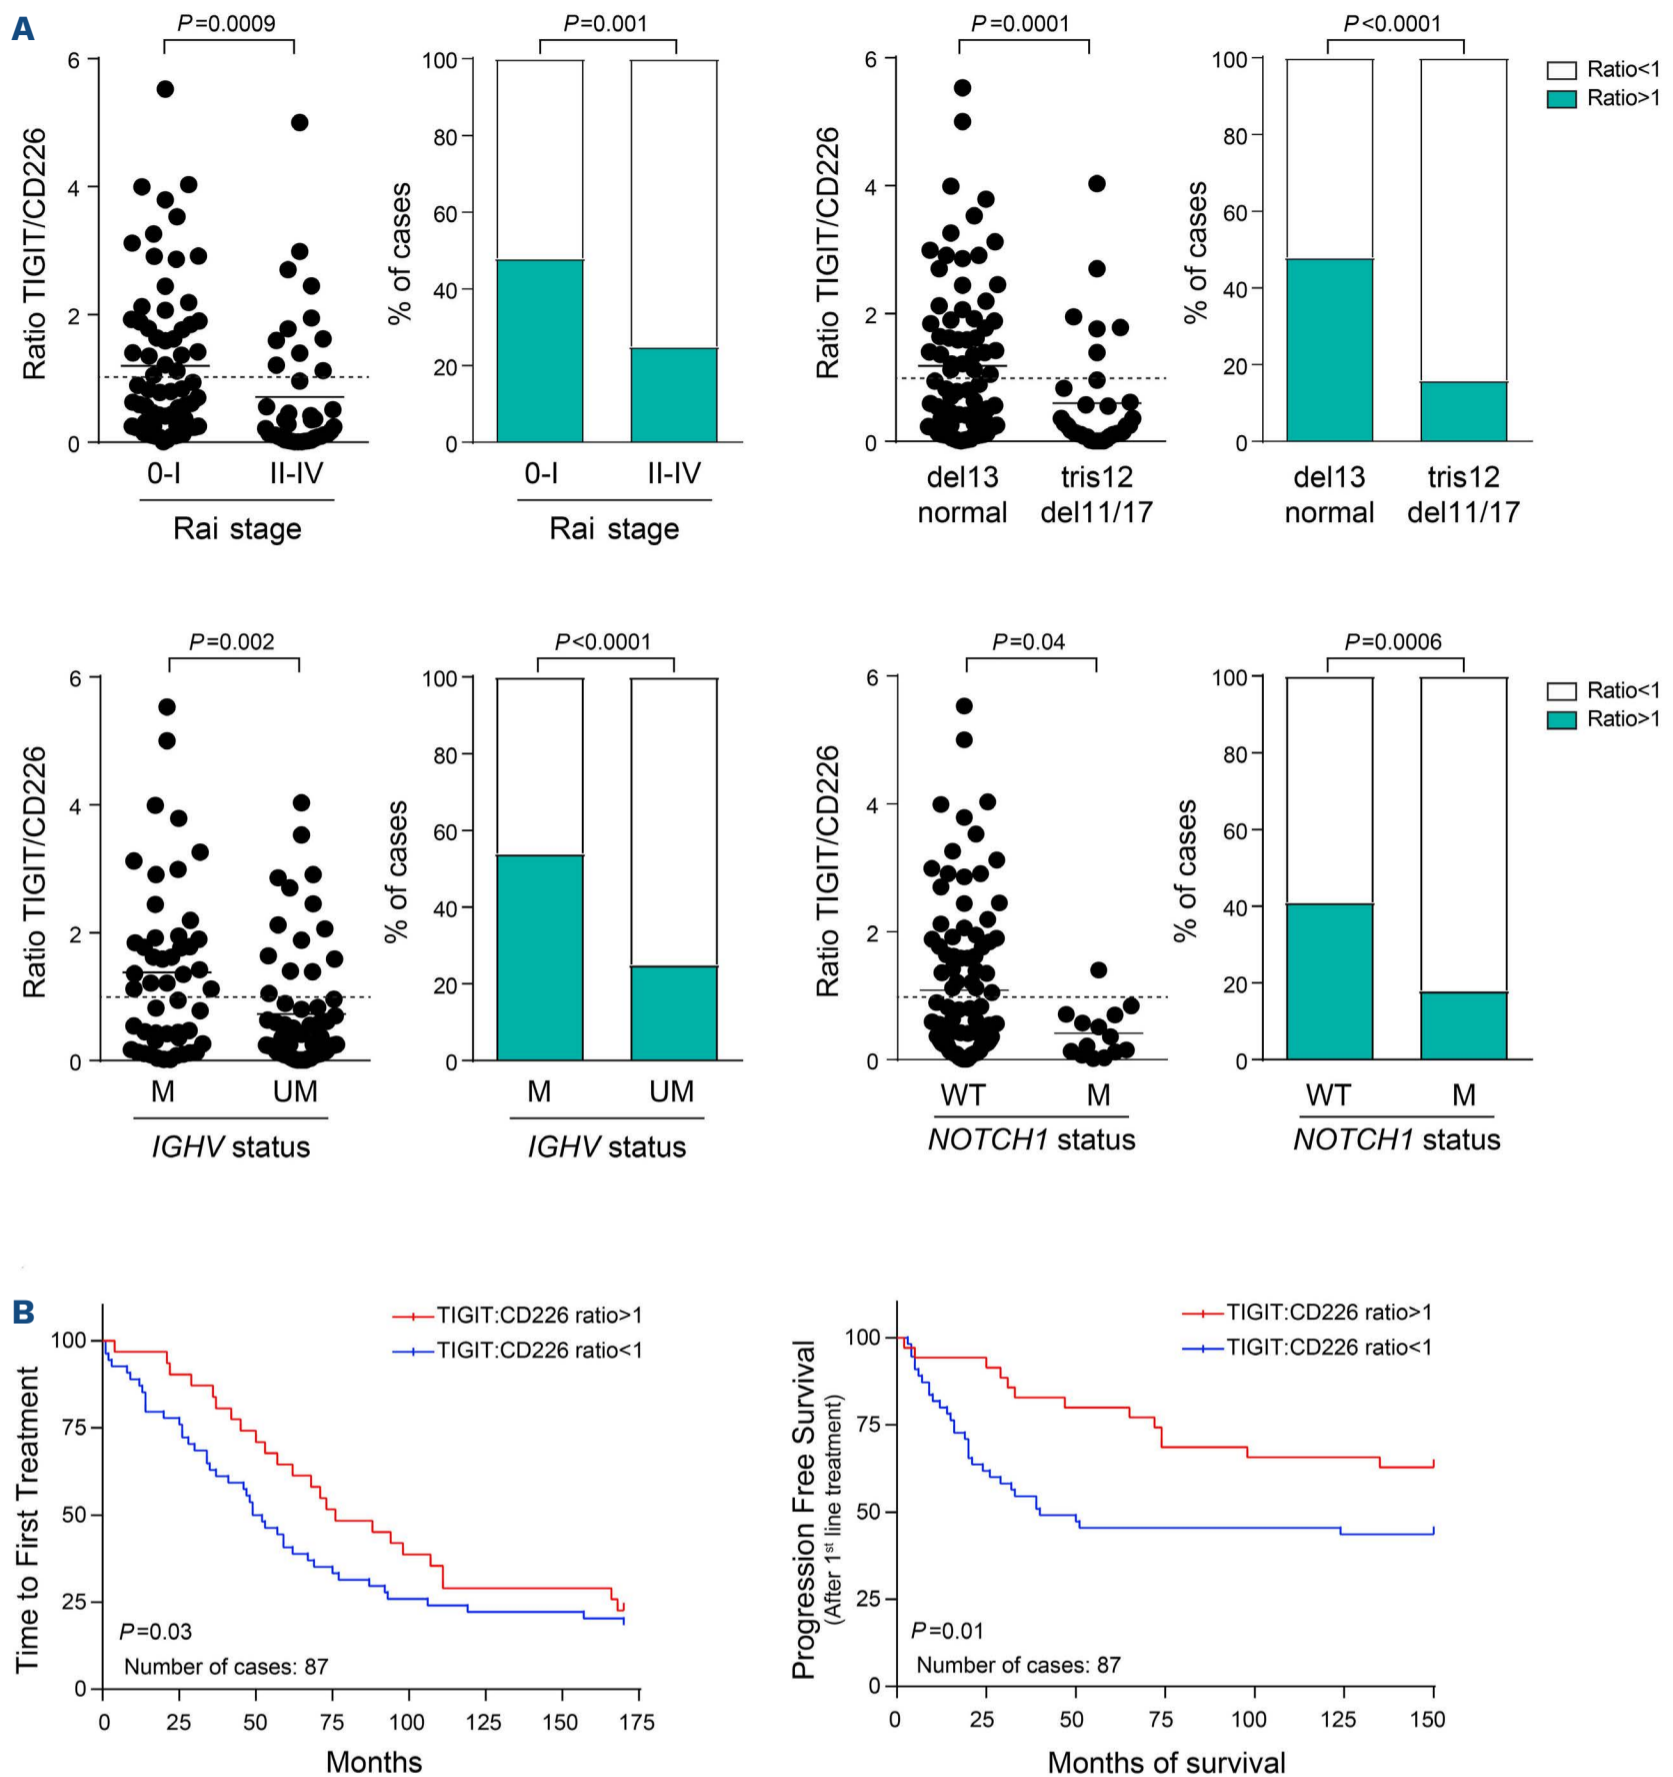 A
P=0.0009
P=0.001
P=0.0001
P<0.0001
Ratio TIGIT/CD226
6
4
2
0
0-I
II-IV
Rai stage
% of cases
100
80
60
40
20
0
0-I
II-IV
Rai stage
Ratio TIGIT/CD226
6
4
2
0
del13
normal
tris12
del11/17
% of cases
100
80
60
40
20
0
del13
normal
tris12
del11/17
Ratio<1
Ratio>1
P=0.002
P<0.0001
P=0.04
P=0.0006
Ratio TIGIT/CD226
6
4
2
0
M
UM
IGHV status
% of cases
100
80
60
40
20
0
M
UM
IGHV status
Ratio TIGIT/CD226
6
4
2
0
WT
M
NOTCH1 status
% of cases
100
80
60
40
20
0
WT
M
NOTCH1 status
Ratio<1
Ratio>1
B
TIGIT:CD226 ratio>1
TIGIT:CD226 ratio<1
Time to First Treatment
100
75
50
25
0
P=0.03
Number of cases: 87
0 25 50 75 100 125 150 175
Months
TIGIT:CD226 ratio>1
TIGIT:CD226 ratio<1
Progression Free Survival
(After 1st line treatment)
100
75
50
25
0
P=0.01
Number of cases: 87
0 25 50 75 100 125 150
Months of survival